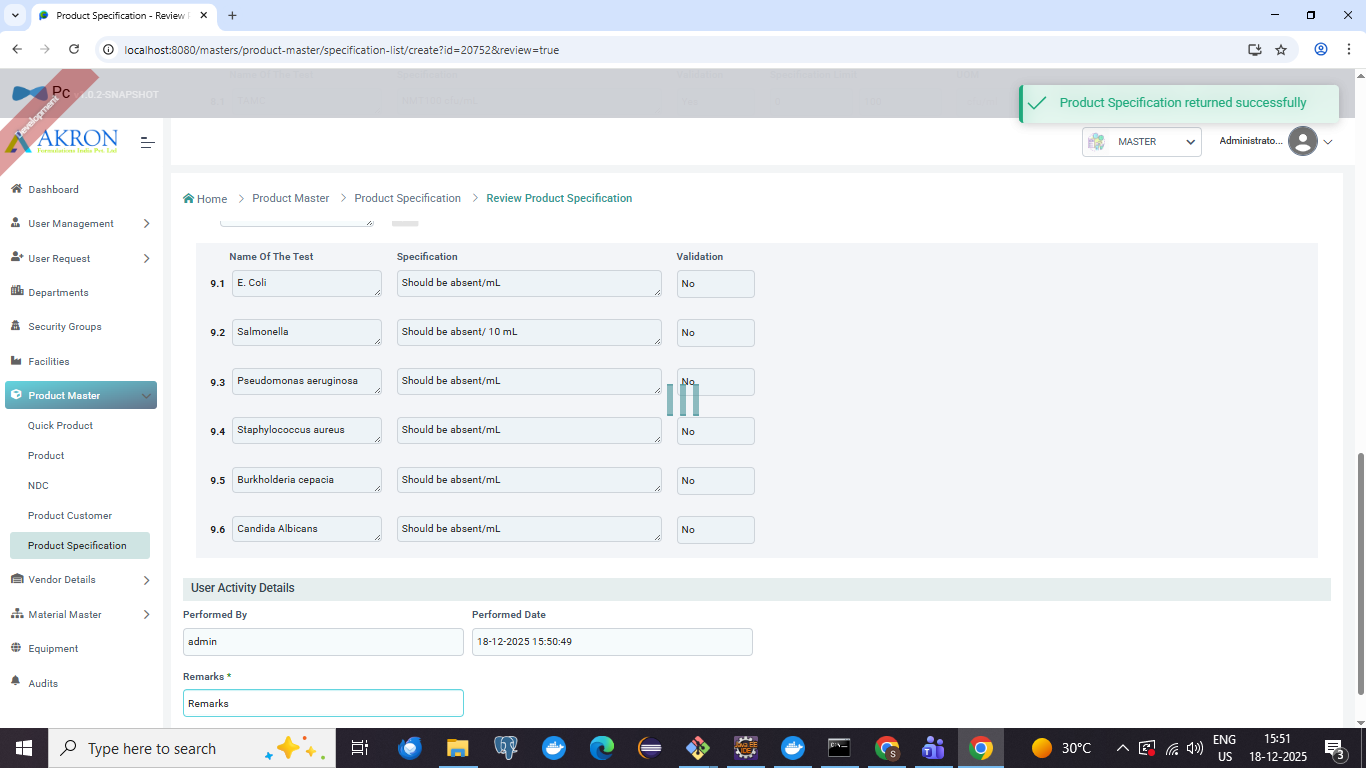 Product Specification - Review
localhost:8080/masters/product-master/specification-list/create?id=20752&review=true
Pc
1.0.2-SNAPSHOT
Development
Product Specification returned successfully
AKRON
Formulations India Pvt Ltd
MASTER
Administrato...
Home
Product Master
Product Specification
Review Product Specification
Dashboard
User Management
User Request
Departments
Security Groups
Facilities
Product Master
Quick Product
Product
NDC
Product Customer
Product Specification
Vendor Details
Material Master
Equipment
Audits
Name Of The Test Specification Validation
9.1 E. Coli Should be absent/mL No
9.2 Salmonella Should be absent/ 10 mL No
9.3 Pseudomonas aeruginosa Should be absent/mL No
9.4 Staphylococcus aureus Should be absent/mL No
9.5 Burkholderia cepacia Should be absent/mL No
9.6 Candida Albicans Should be absent/mL No
User Activity Details
Performed By Performed Date
admin 18-12-2025 15:50:49
Remarks *
Remarks
Type here to search
30°C
ENG
US
15:51
18-12-2025
3